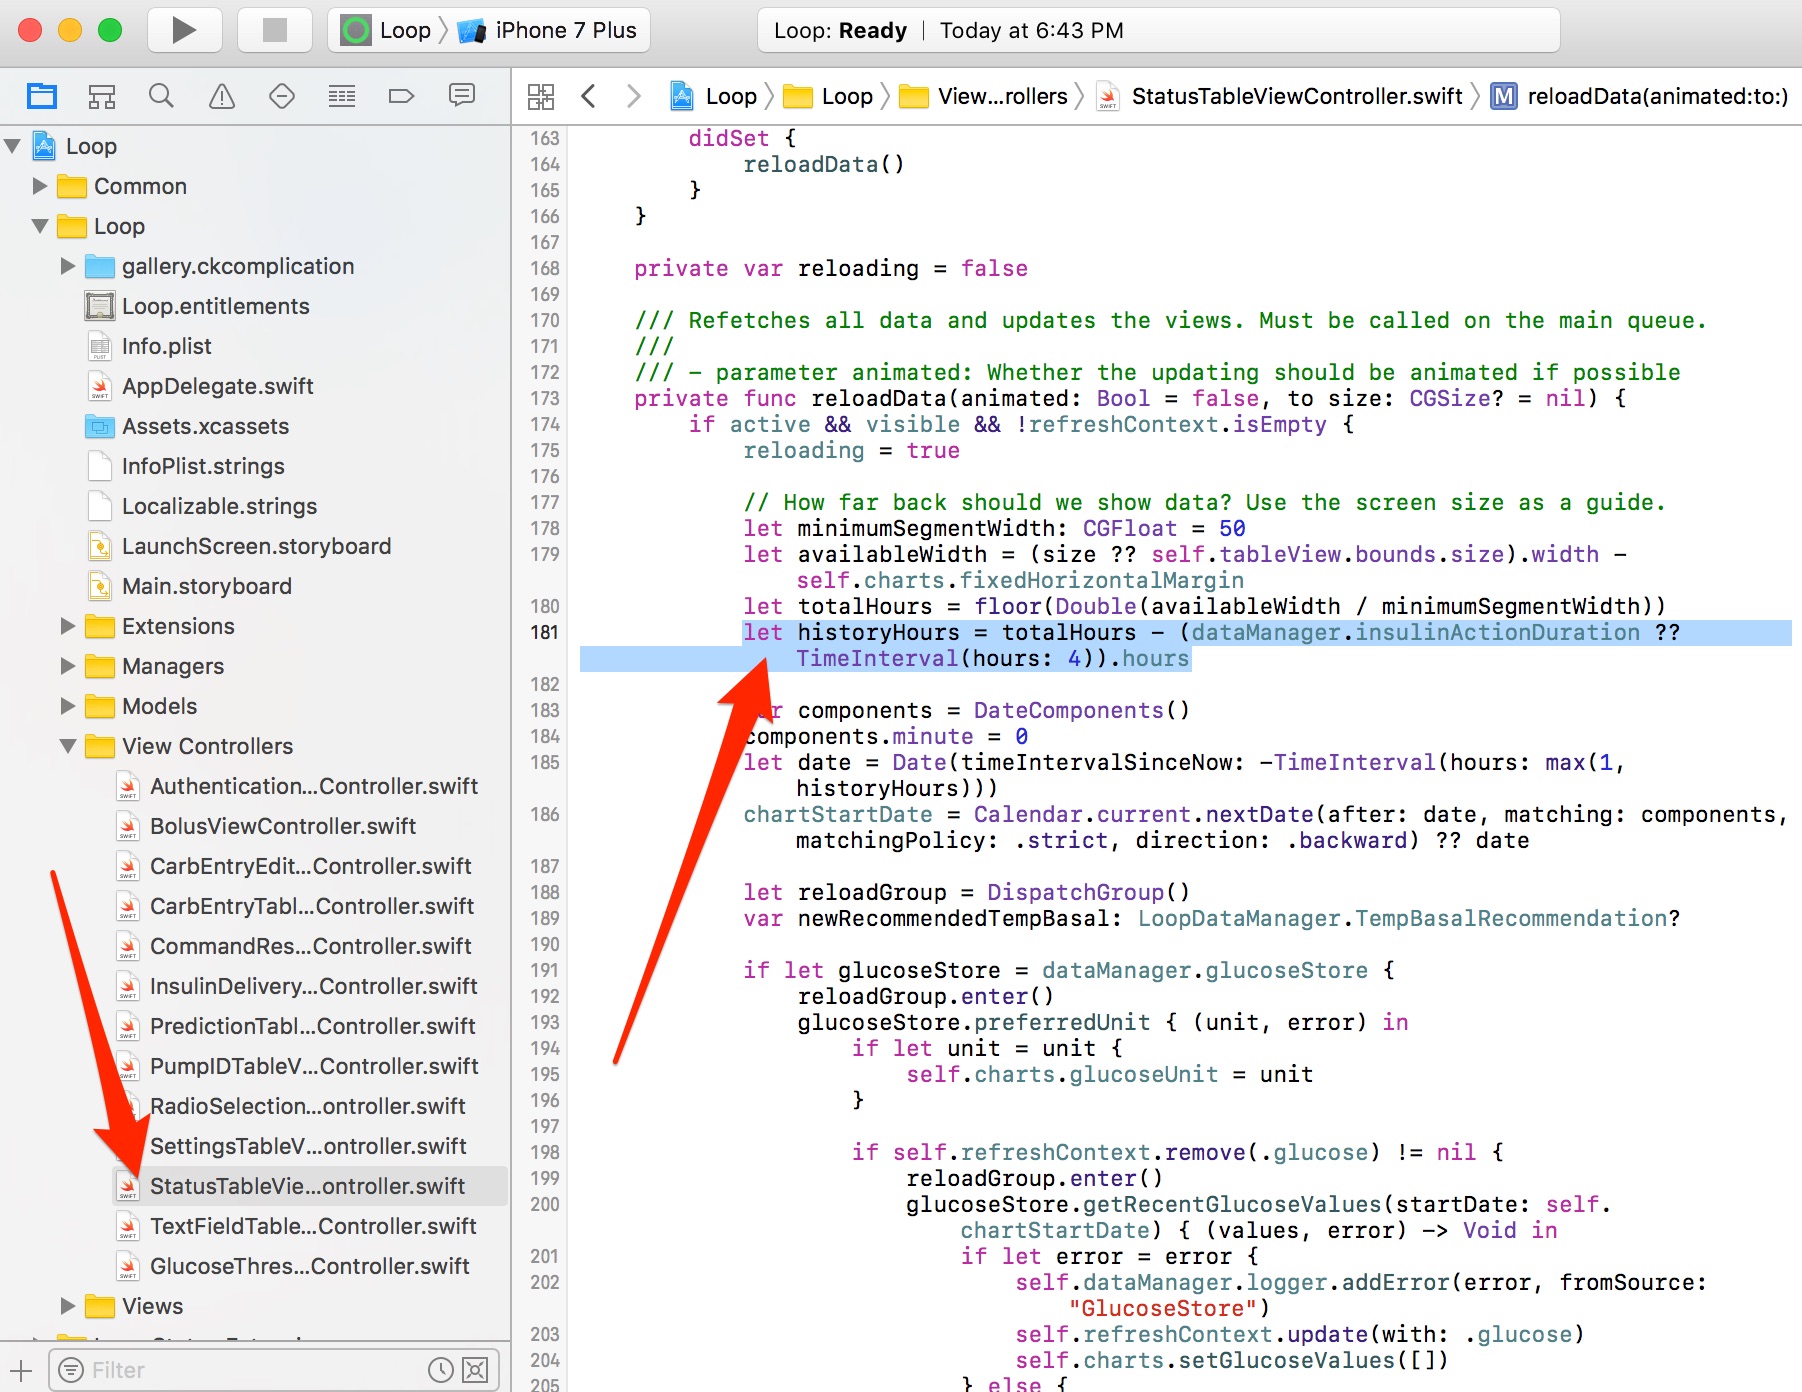 Loop
iPhone 7 Plus
Loop: Ready | Today at 6:43 PM
Loop
Loop
View...rollers
StatusTableViewController.swift
M
reloadData(animated:to:)
Loop
Common
Loop
gallery.ckcomplication
Loop.entitlements
Info.plist
AppDelegate.swift
Assets.xcassets
InfoPlist.strings
Localizable.strings
LaunchScreen.storyboard
Main.storyboard
Extensions
Managers
Models
View Controllers
Authentication...Controller.swift
BolusViewController.swift
CarbEntryEdit...Controller.swift
CarbEntryTabl...Controller.swift
CommandRes...Controller.swift
InsulinDelivery...Controller.swift
PredictionTabl...Controller.swift
PumpIDTableV...Controller.swift
RadioSelection...ontroller.swift
SettingsTableV...ontroller.swift
StatusTableVie...ontroller.swift
TextFieldTable...Controller.swift
GlucoseThres...Controller.swift
Views
Filter
163 didSet {
164 reloadData()
165 }
166 }
167
168 private var reloading = false
169
170 /// Refetches all data and updates the views. Must be called on the main queue.
171 ///
172 /// - parameter animated: Whether the updating should be animated if possible
173 private func reloadData(animated: Bool = false, to size: CGSize? = nil) {
174 if active && visible && !refreshContext.isEmpty {
175 reloading = true
176
177 // How far back should we show data? Use the screen size as a guide.
178 let minimumSegmentWidth: CGFloat = 50
179 let availableWidth = (size ?? self.tableView.bounds.size).width -
self.charts.fixedHorizontalMargin
180 let totalHours = floor(Double(availableWidth / minimumSegmentWidth))
181 let historyHours = totalHours - (dataManager.insulinActionDuration ??
TimeInterval(hours: 4)).hours
182
183 components = DateComponents()
184 components.minute = 0
185 let date = Date(timeIntervalSinceNow: -TimeInterval(hours: max(1,
historyHours)))
186 chartStartDate = Calendar.current.nextDate(after: date, matching: components,
matchingPolicy: .strict, direction: .backward) ?? date
187
188 let reloadGroup = DispatchGroup()
189 var newRecommendedTempBasal: LoopDataManager.TempBasalRecommendation?
190
191 if let glucoseStore = dataManager.glucoseStore {
192 reloadGroup.enter()
193 glucoseStore.preferredUnit { (unit, error) in
194 if let unit = unit {
195 self.charts.glucoseUnit = unit
196 }
197
198 if self.refreshContext.remove(.glucose) != nil {
199 reloadGroup.enter()
200 glucoseStore.getRecentGlucoseValues(startDate: self.
chartStartDate) { (values, error) -> Void in
201 if let error = error {
202 self.dataManager.logger.addError(error, fromSource:
"GlucoseStore")
203 self.refreshContext.update(with: .glucose)
204 self.charts.setGlucoseValues([])
205 } else {